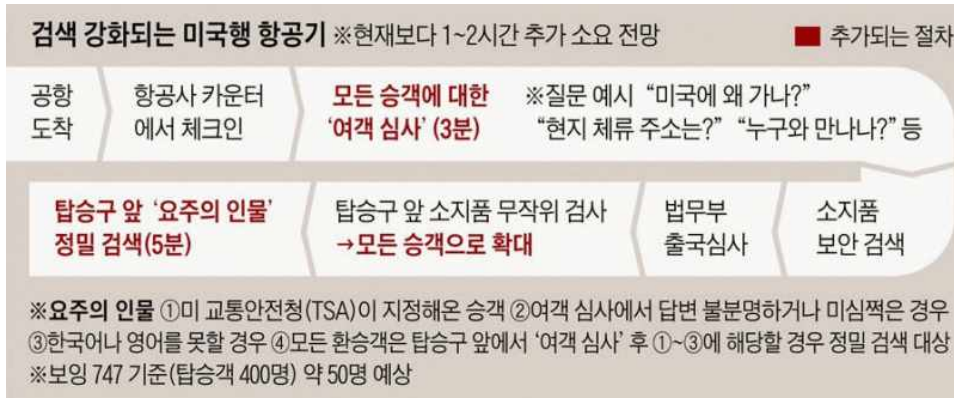 검색 강화되는 미국행 항공기 ※현재보다 1~2시간 추가 소요 전망
■ 추가되는 절차
공항
도착
항공사 카운터
에서 체크인
모든 승객에 대한
‘여객 심사’ (3분)
※질문 예시 “미국에 왜 가나?”
“현지 체류 주소는?” “누구와 만나나?” 등
소지품
보안 검색
법무부
출국심사
탑승구 앞 소지품 무작위 검사
→모든 승객으로 확대
탑승구 앞 ‘요주의 인물’
정밀 검색(5분)
※요주의 인물 ①미 교통안전청(TSA)이 지정해온 승객 ②여객 심사에서 답변 불분명하거나 미심쩍은 경우
③한국어나 영어를 못할 경우 ④모든 환승객은 탑승구 앞에서 ‘여객 심사’ 후 ①~③에 해당할 경우 정밀 검색 대상
※보잉 747 기준(탑승객 400명) 약 50명 예상